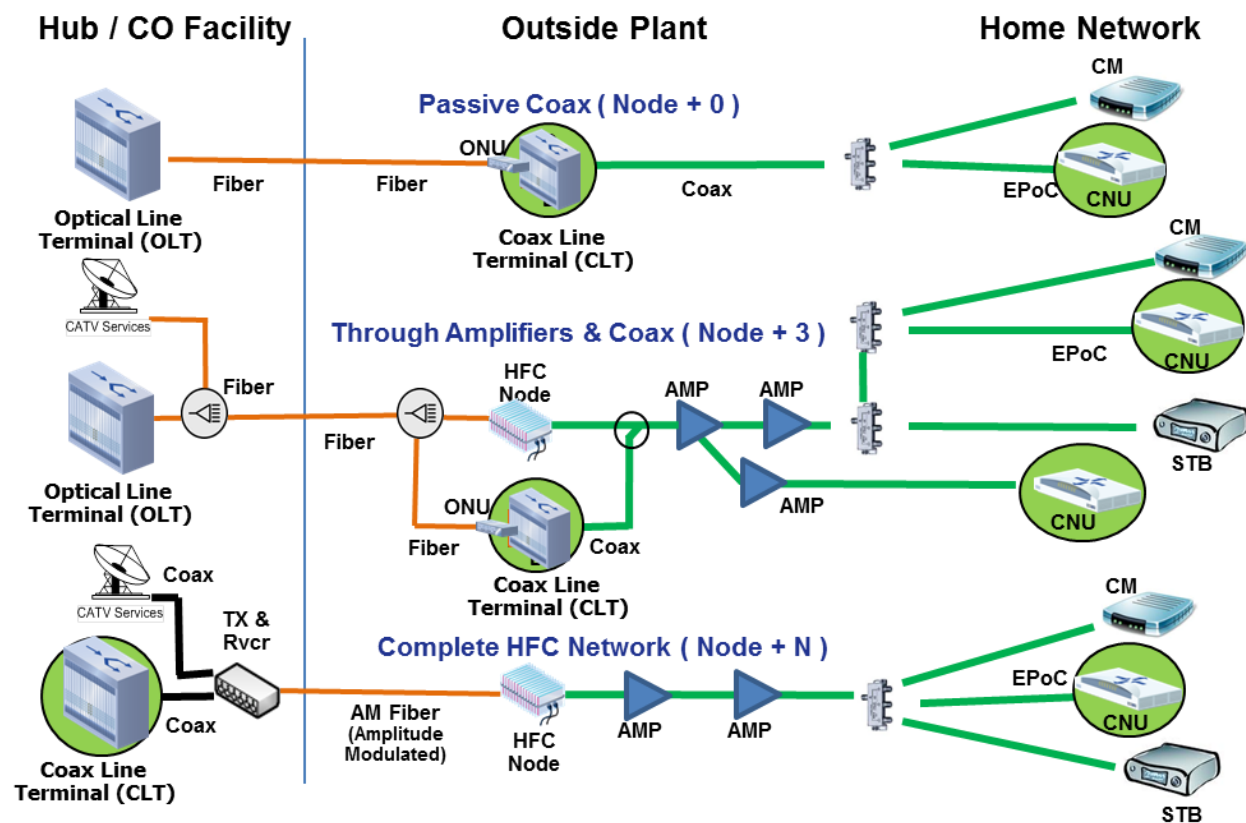 Hub / CO Facility
Outside Plant
Home Network
CM
Passive Coax ( Node + 0 )
ONU
Fiber
Fiber
Coax
EPoC
CNU
Optical Line
Terminal (OLT)
Coax Line
Terminal (CLT)
CM
CATV Services
Through Amplifiers & Coax ( Node + 3 )
EPoC
CNU
Fiber
HFC
Node
AMP
AMP
Fiber
STB
Optical Line
Terminal (OLT)
ONU
AMP
CNU
Fiber
Coax
Coax Line
Terminal (CLT)
Coax
CATV Services
TX &
Rvcr
CM
Complete HFC Network ( Node + N )
EPoC
CNU
Coax
AM Fiber
(Amplitude
Modulated)
HFC
Node
AMP
AMP
Coax Line
Terminal (CLT)
STB